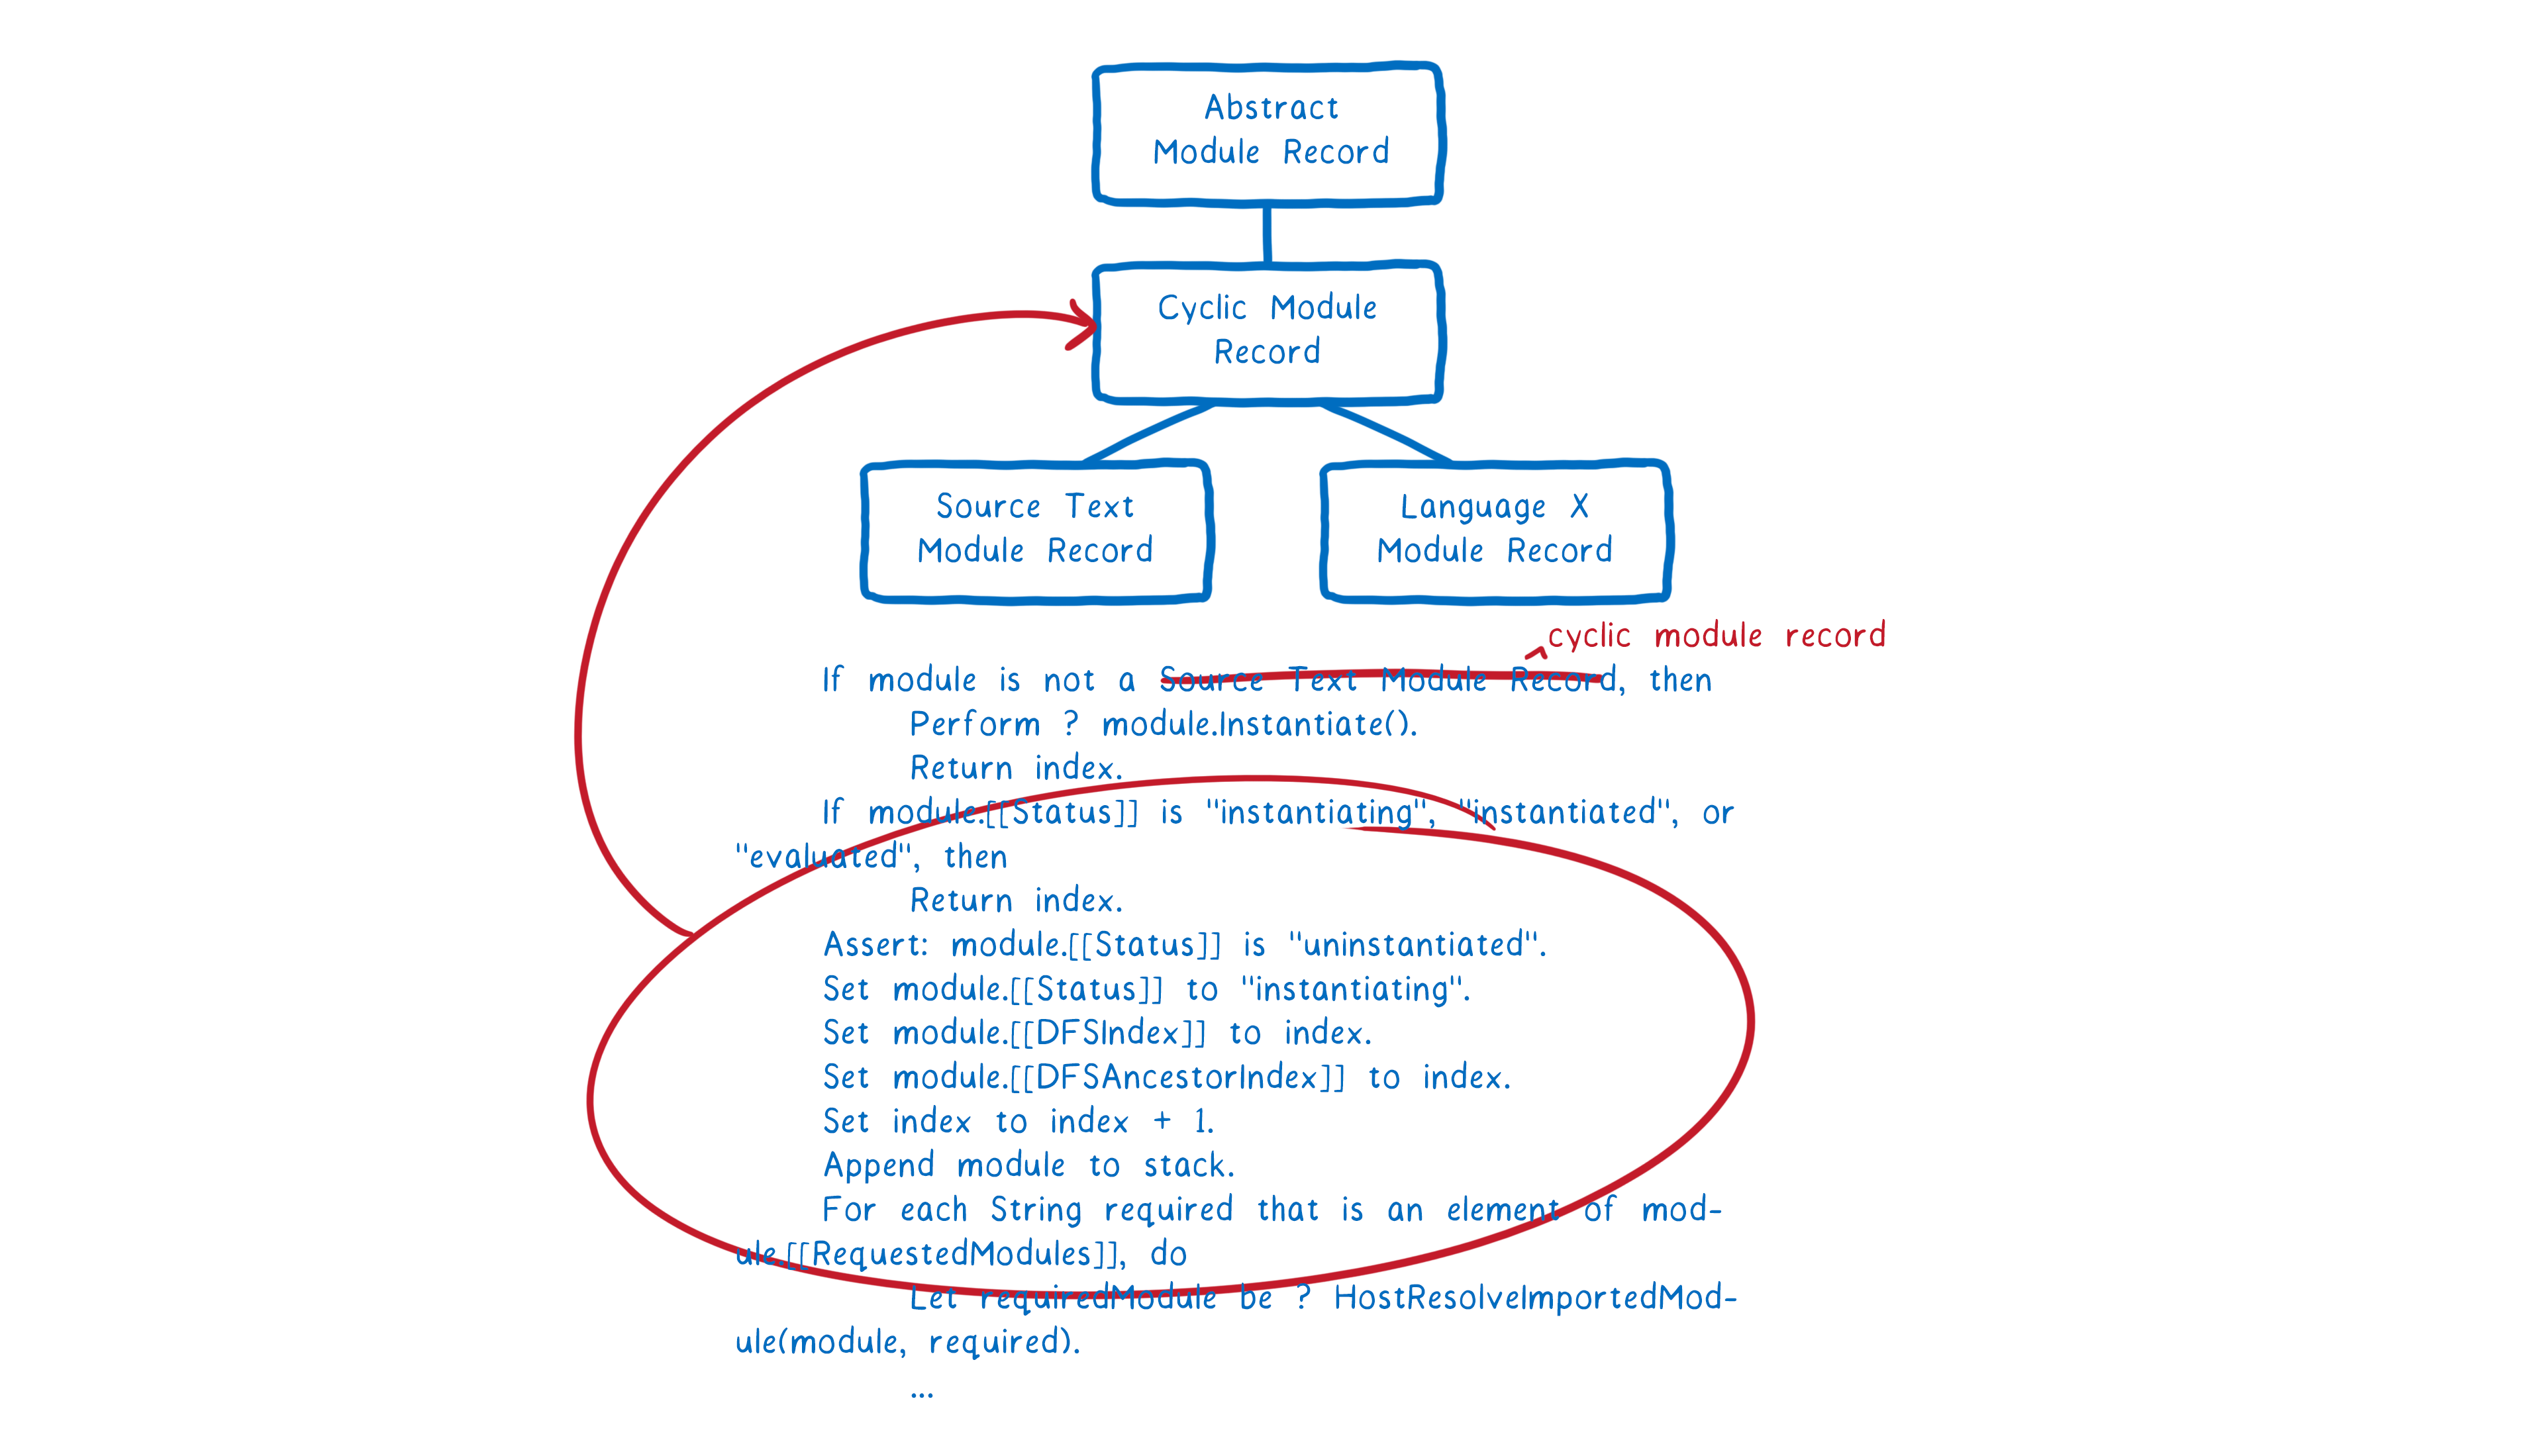 Abstract
Module Record
Cyclic Module
Record
Source Text
Module Record
Language X
Module Record
cyclic module record
If module is not a Source Text Module Record, then
Perform ? module.Instantiate().
Return index.
If module.[[Status]] is "instantiating", "instantiated", or
"evaluated", then
Return index.
Assert: module.[[Status]] is "uninstantiated".
Set module.[[Status]] to "instantiating".
Set module.[[DFSIndex]] to index.
Set module.[[DFSAncestorIndex]] to index.
Set index to index + 1.
Append module to stack.
For each String required that is an element of mod-
ule.[[RequestedModules]], do
Let requiredModule be ? HostResolveImportedMod-
ule(module, required).
...